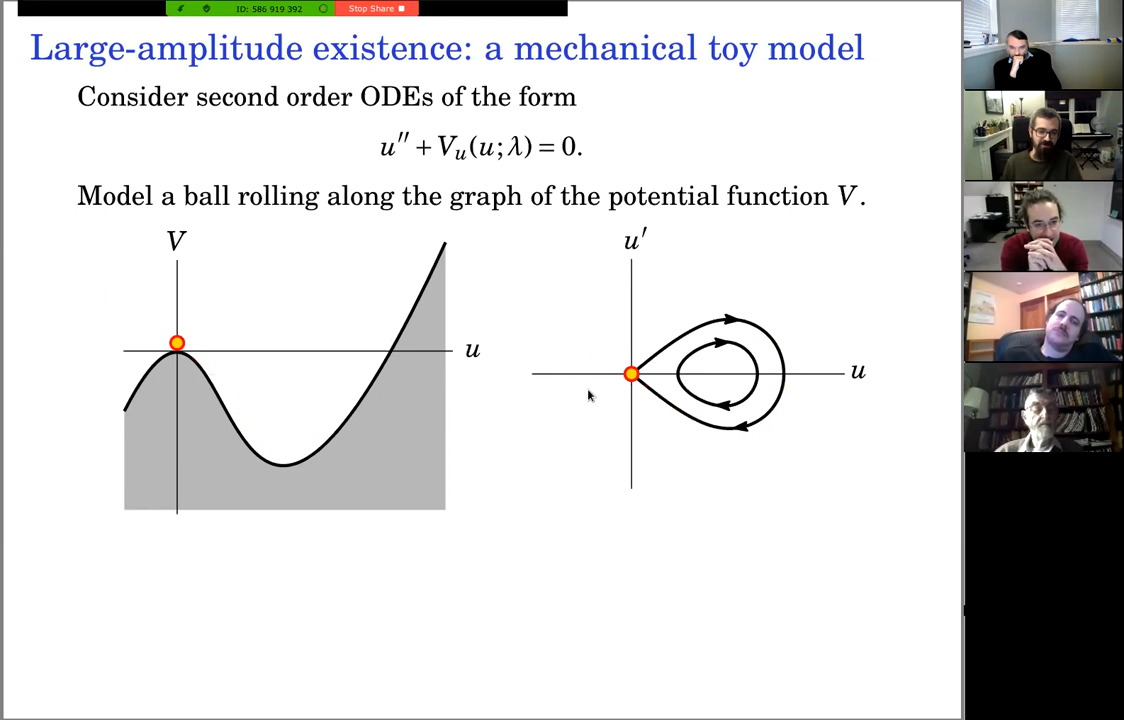 ID: 586 919 392 Stop Share
Large-amplitude existence: a mechanical toy model
Consider second order ODEs of the form
u″ + Vᵤ(u; λ) = 0.
Model a ball rolling along the graph of the potential function V.
V
u
u′
u